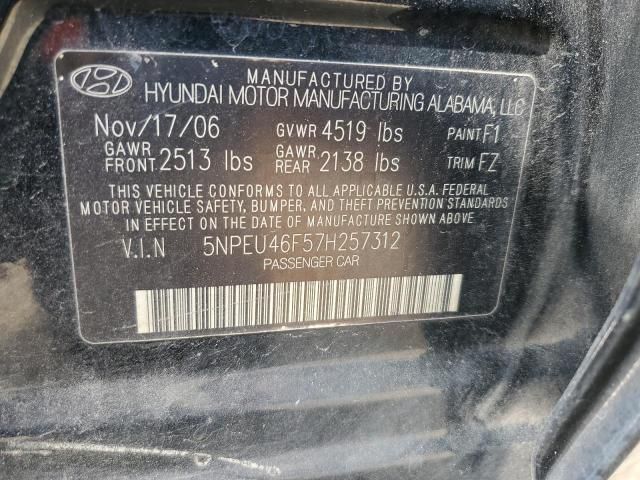 MANUFACTURED BY
HYUNDAI MOTOR MANUFACTURING ALABAMA, LLC
Nov/17/06 GVWR 4519 lbs PAINT F1
GAWR FRONT 2513 lbs GAWR REAR 2138 lbs TRIM FZ
THIS VEHICLE CONFORMS TO ALL APPLICABLE U.S.A. FEDERAL
MOTOR VEHICLE SAFETY, BUMPER, AND THEFT PREVENTION STANDARDS
IN EFFECT ON THE DATE OF MANUFACTURE SHOWN ABOVE.
V.I.N 5NPEU46F57H257312
PASSENGER CAR